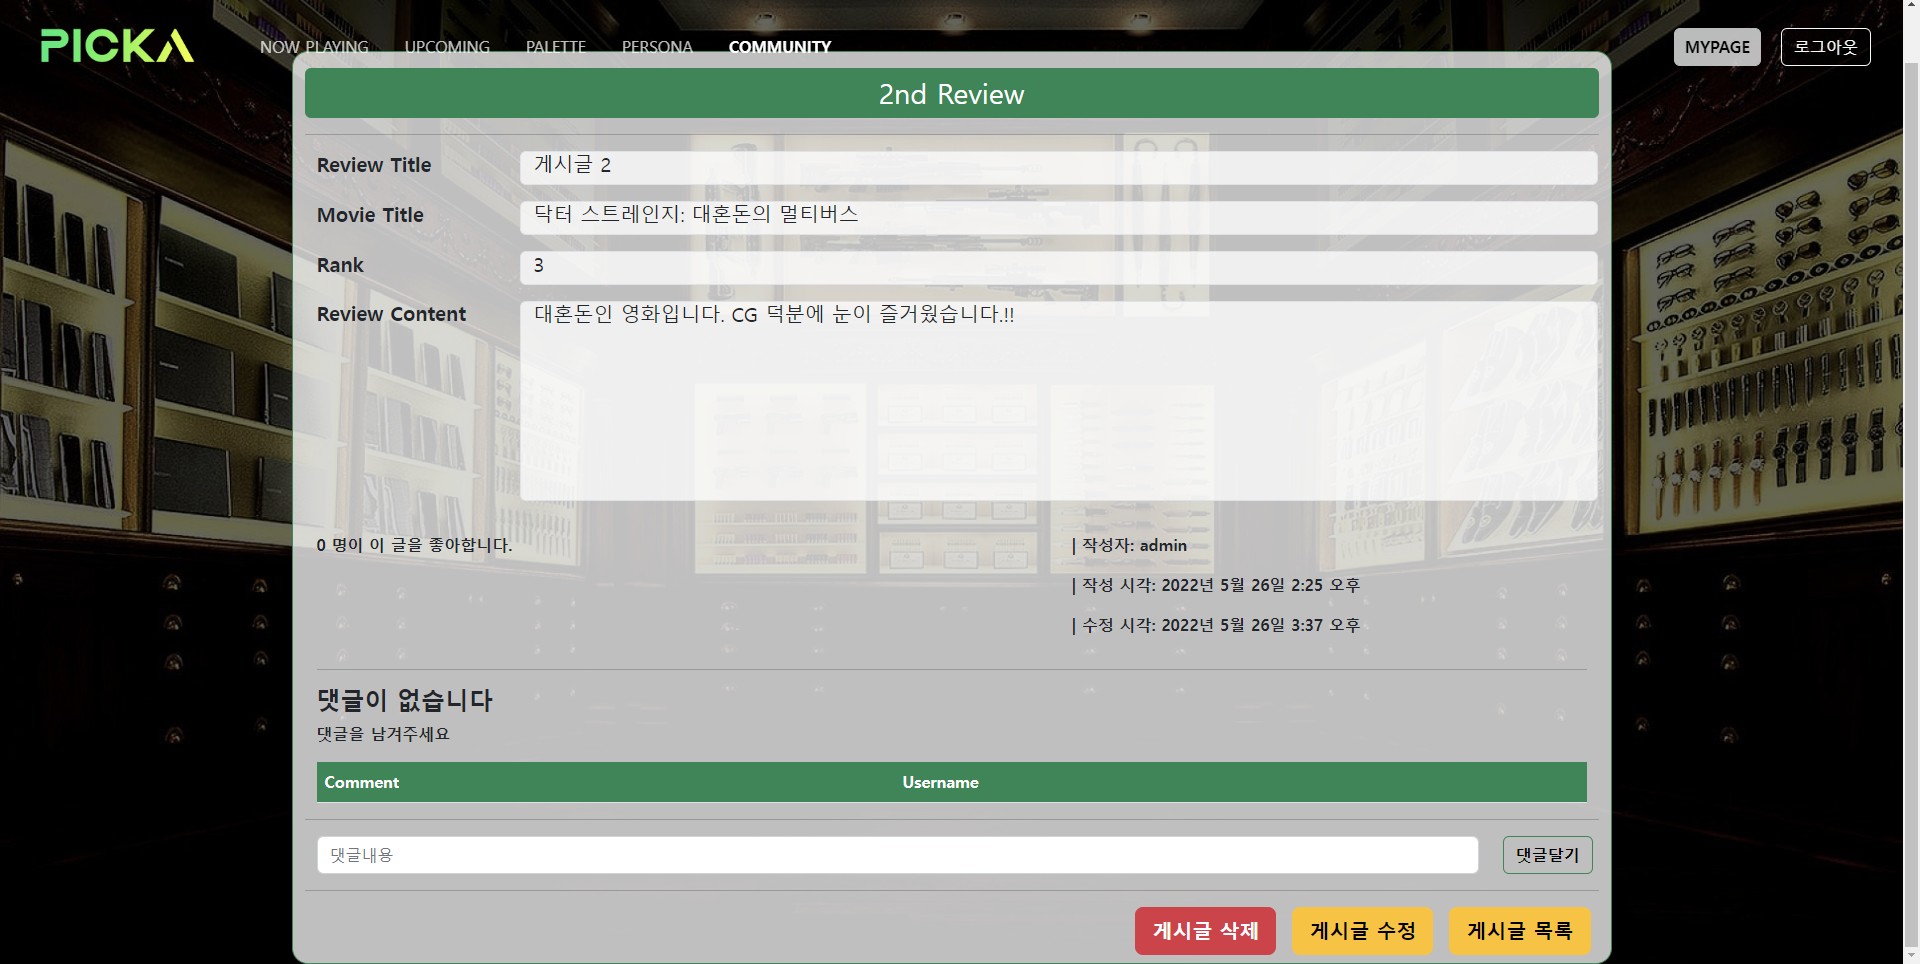 PICKA
NOW PLAYING UPCOMING PALETTE PERSONA COMMUNITY MYPAGE 로그아웃
2nd Review
Review Title 게시글 2
Movie Title 닥터 스트레인지: 대혼돈의 멀티버스
Rank 3
Review Content 대혼돈인 영화입니다. CG 덕분에 눈이 즐거웠습니다.!!
0 명이 이 글을 좋아합니다. | 작성자: admin
| 작성 시각: 2022년 5월 26일 2:25 오후
| 수정 시각: 2022년 5월 26일 3:37 오후
댓글이 없습니다
댓글을 남겨주세요
Comment Username
댓글내용 댓글달기
게시글 삭제 게시글 수정 게시글 목록